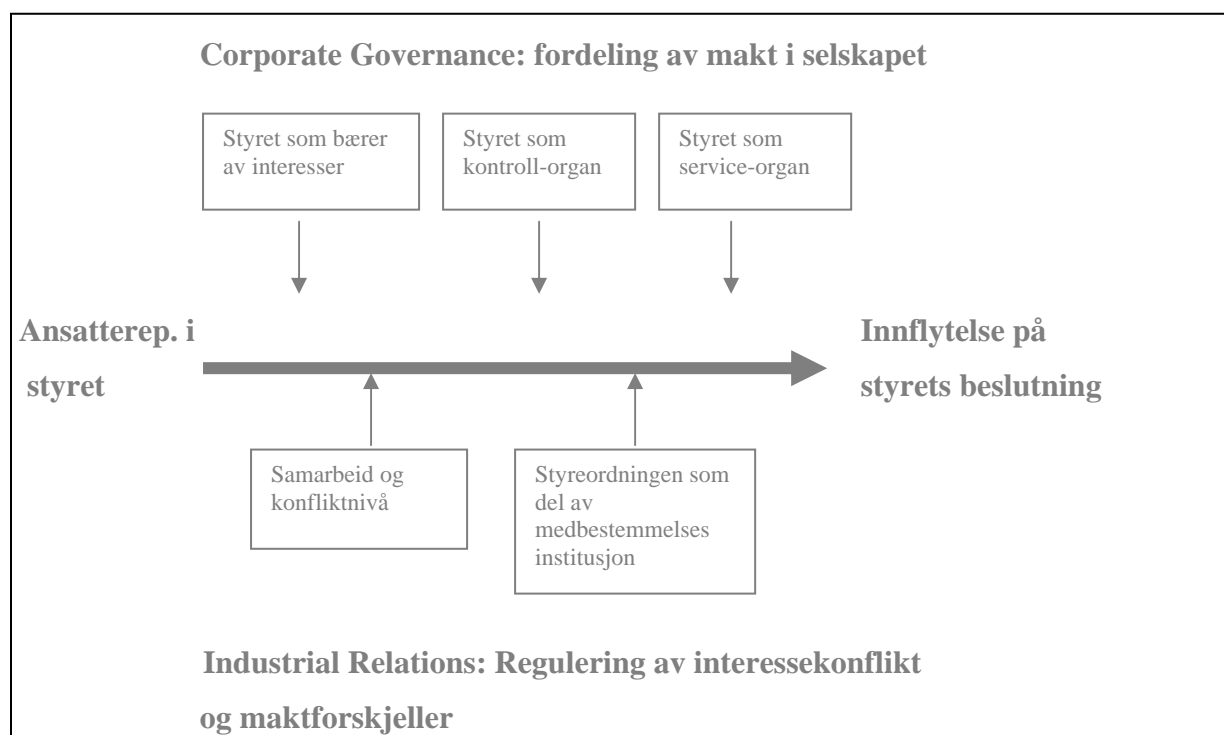 Corporate Governance: fordeling av makt i selskapet
Styret som bærer
av interesser
Styret som
kontroll-organ
Styret som
service-organ
Ansatterep. i
styret
Innflytelse på
styrets beslutning
Samarbeid og
konfliktnivå
Styreordningen som
del av
medbestemmelses
institusjon
Industrial Relations: Regulering av interessekonflikt
og maktforskjeller